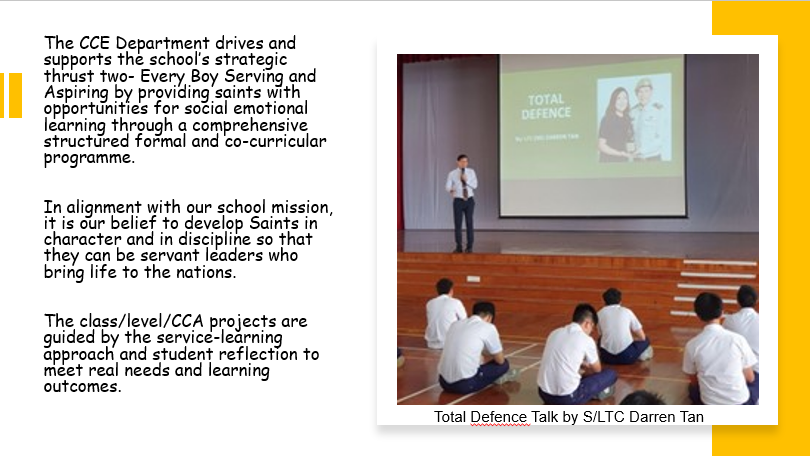 The CCE Department drives and
supports the school's strategic
thrust two- Every Boy Serving and
Aspiring by providing saints with
opportunities for social emotional
learning through a comprehensive
structured formal and co-curricular
programme.
In alignment with our school mission,
it is our belief to develop Saints in
character and in discipline so that
they can be servant leaders who
bring life to the nations.
The class/level/CCA projects are
guided by the service-learning
approach and student reflection to
meet real needs and learning
outcomes.
TOTAL
DEFENCE
DARREN TAN
Total Defence Talk by S/LTC Darren Tan